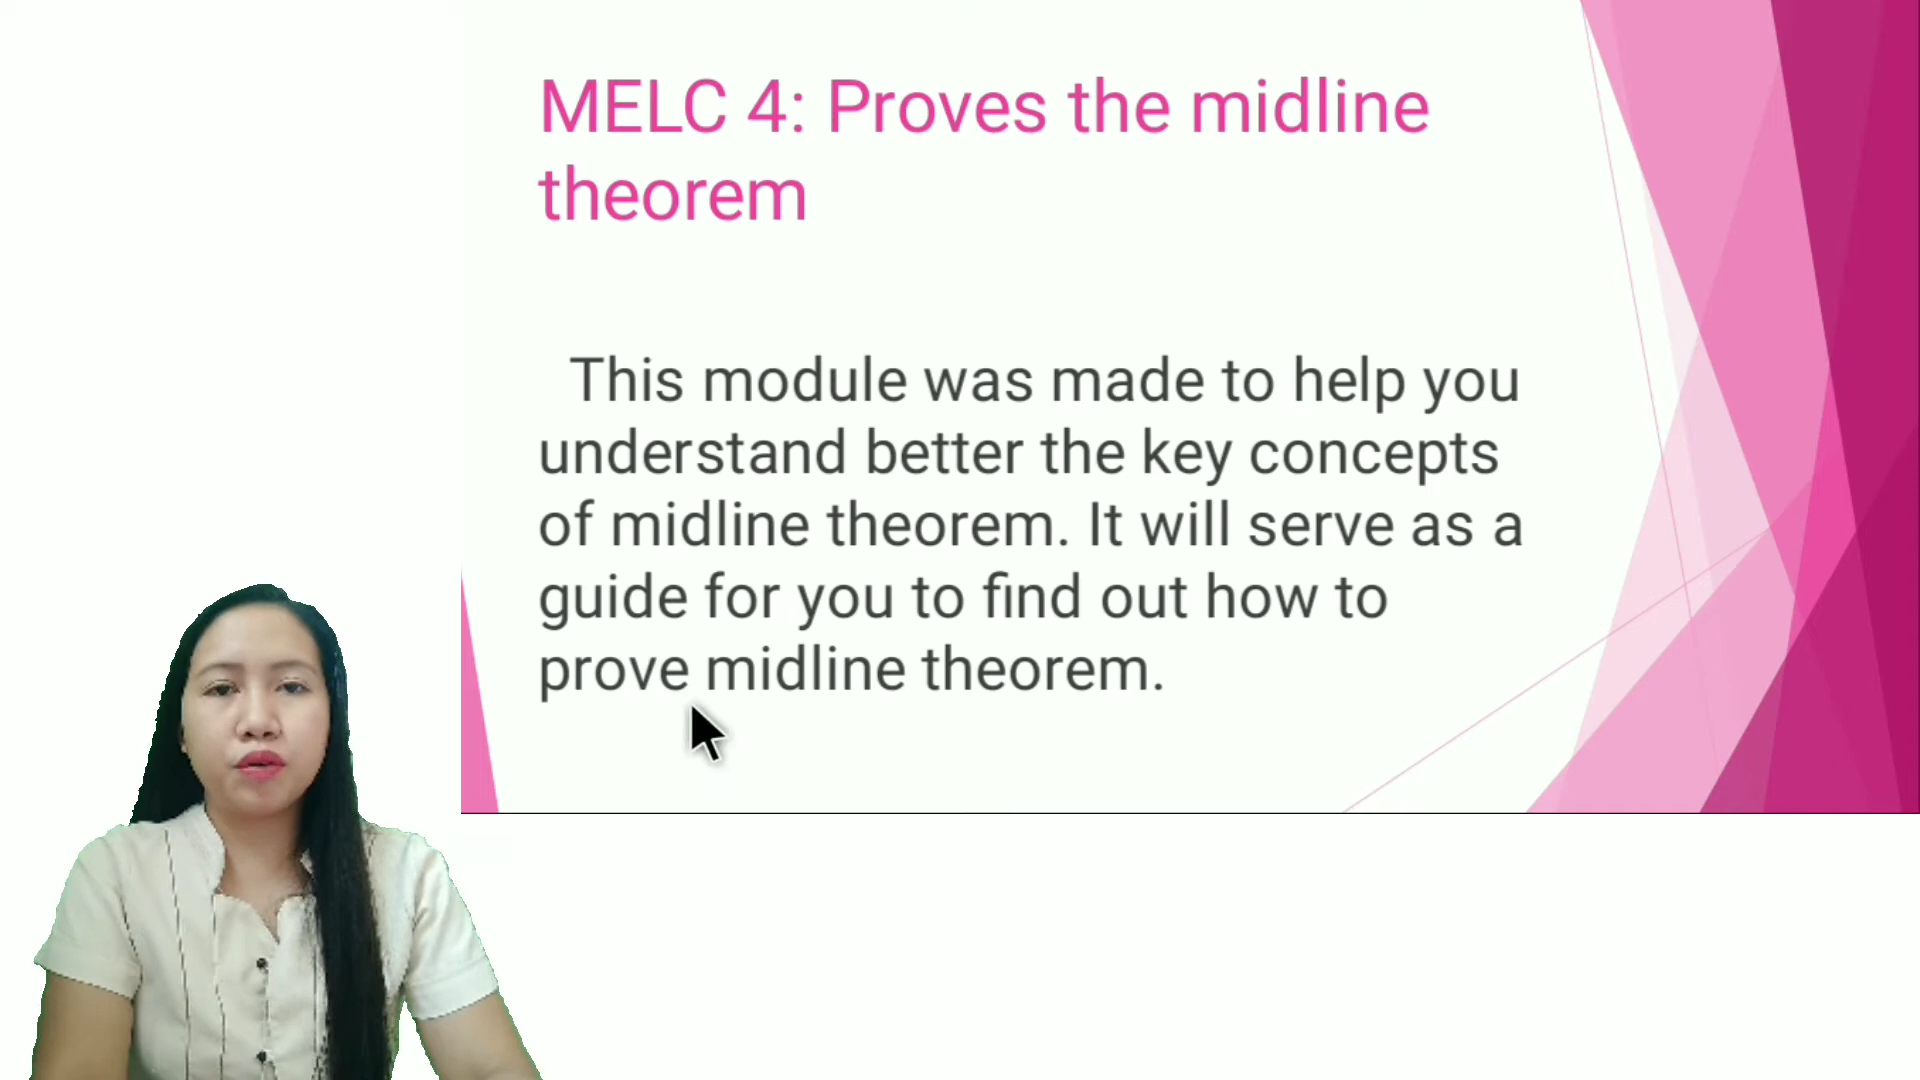 MELC 4: Proves the midline
theorem
This module was made to help you
understand better the key concepts
of midline theorem. It will serve as a
guide for you to find out how to
prove midline theorem.